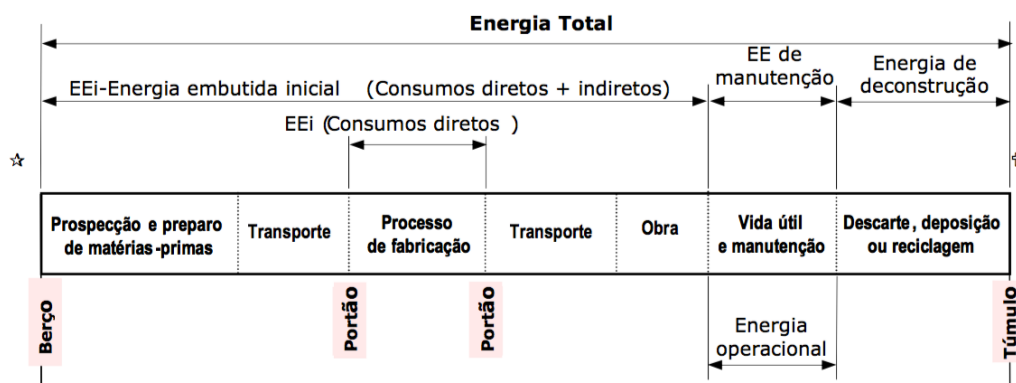 Energia Total
EE de
manutenção
Energia de
deconstrução
EEi-Energia embutida inicial (Consumos diretos + indiretos)
EEi (Consumos diretos )
Prospecção e preparo
de matérias-primas
Transporte
Processo
de fabricação
Transporte
Obra
Vida útil
e manutenção
Descarte, deposição
ou reciclagem
Berço
Portão
Portão
Túmulo
Energia
operacional